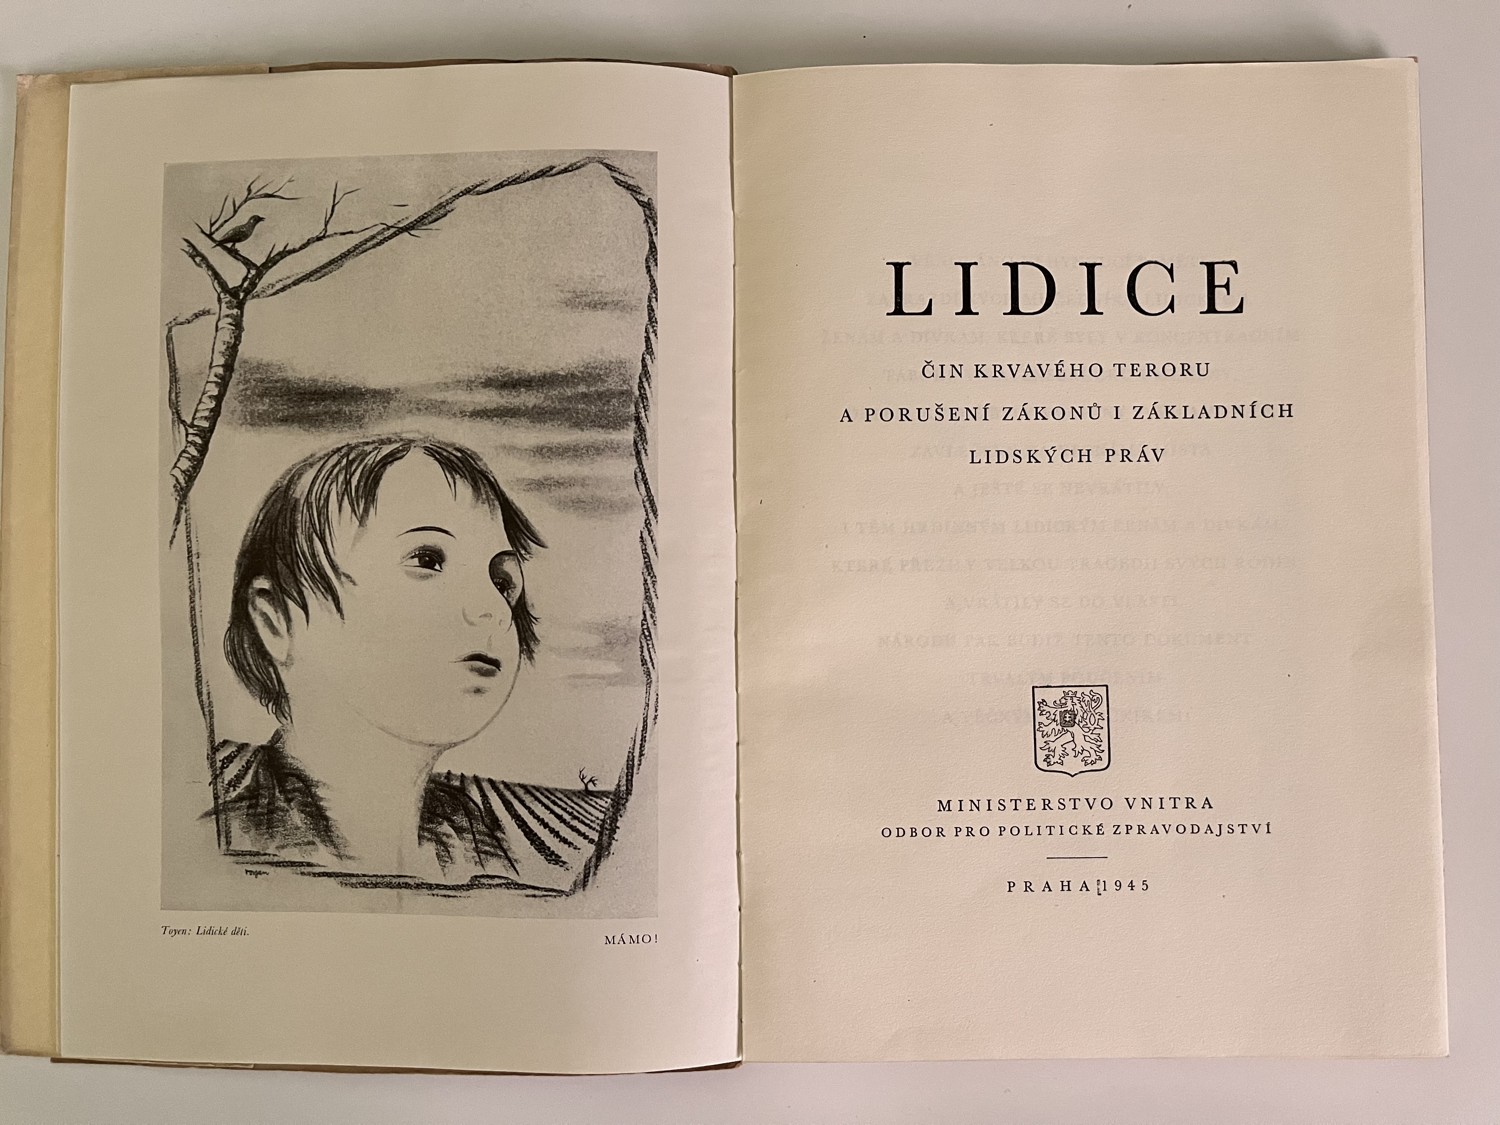 toyen
Toyen: Lidické děti.
MÁMO!
LIDICE
ČIN KRVAVÉHO TERORU
A PORUŠENÍ ZÁKONŮ I ZÁKLADNÍCH
LIDSKÝCH PRÁV
MINISTERSTVO VNITRA
ODBOR PRO POLITICKÉ ZPRAVODAJSTVÍ
PRAHA 1945